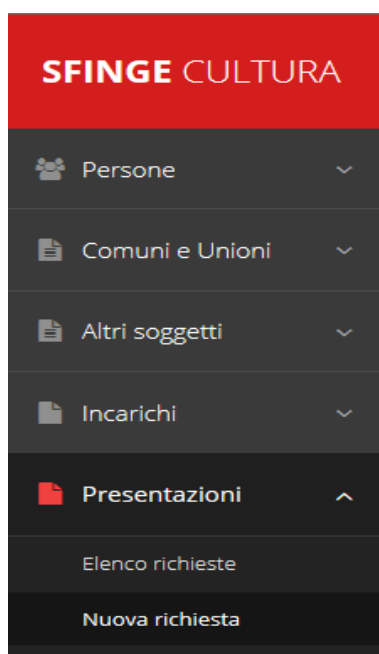 SFINGE CULTURA
Persone
Comuni e Unioni
Altri soggetti
Incarichi
Presentazioni
Elenco richieste
Nuova richiesta